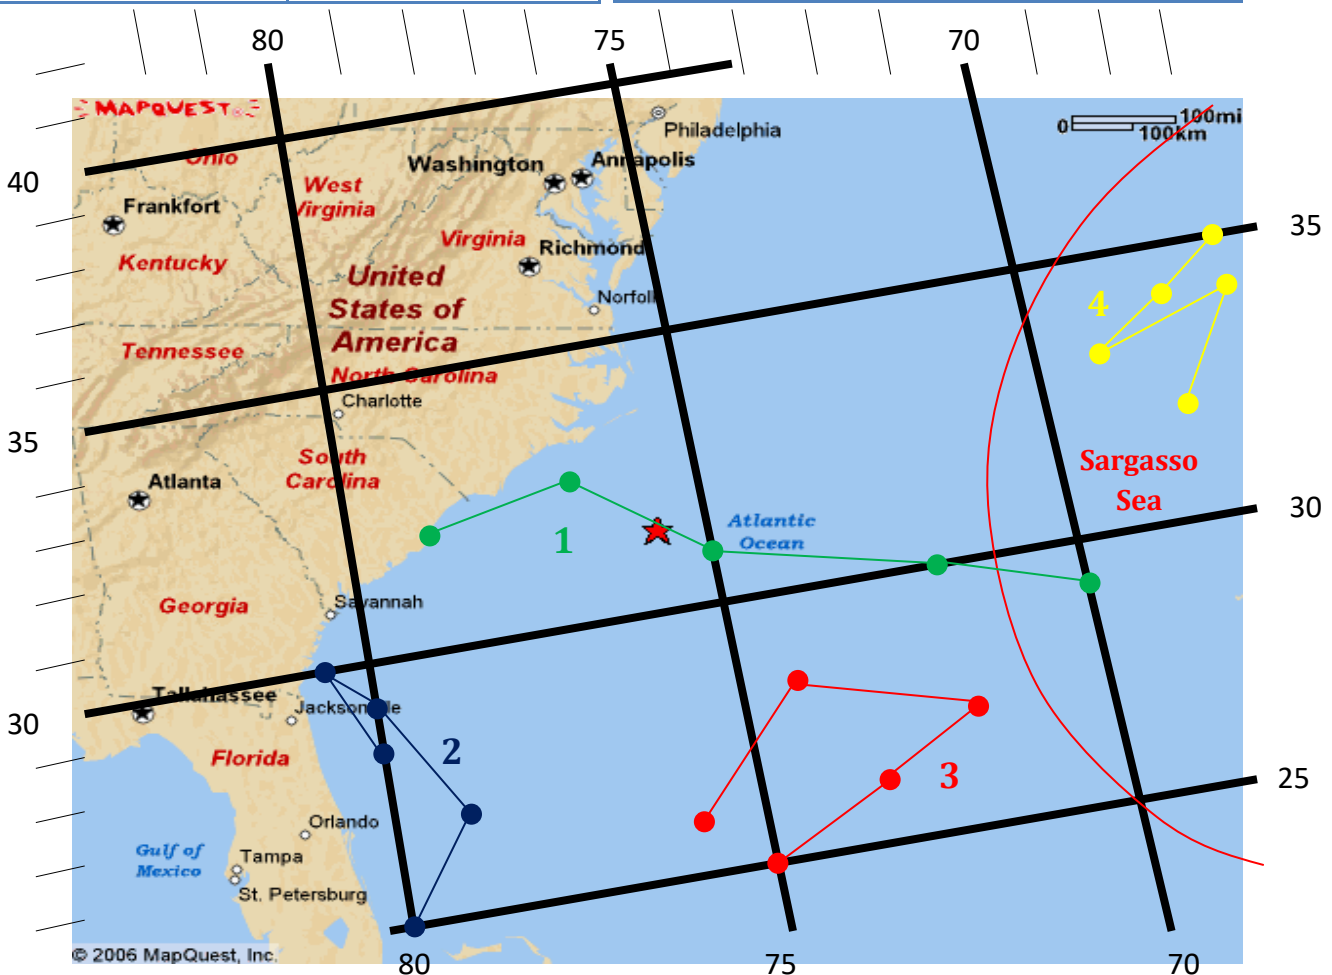 80
75
70
MAPQUEST
Philadelphia
0
100mi
100km
Ohio
Washington
Annapolis
40
West
Virginia
Frankfort
35
Virginia
Richmond
Kentucky
United
States of
America
Norfolk
4
Tennessee
North Carolina
Charlotte
35
South
Carolina
Sargasso
Sea
Atlanta
30
1
Atlantic
Ocean
Georgia
Savannah
Tallahassee
Jacksonville
30
Florida
2
3
25
Orlando
Gulf of
Mexico
Tampa
St. Petersburg
© 2006 MapQuest, Inc.
80
75
70